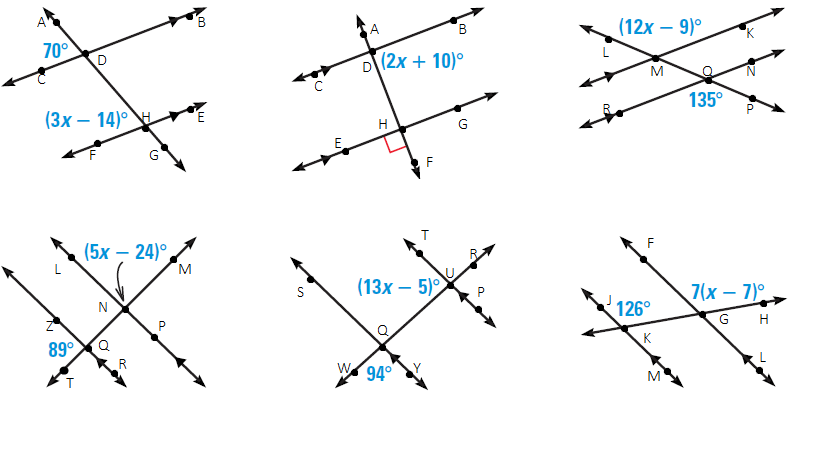 A B
70°
D
C
(3x − 14)° H E
F G
A B
D (2x + 10)°
C
H G
E
F
(12x − 9)° K
L
M Q N
135°
R P
(5x − 24)°
L M
N
Z P
89° Q
R
T
T
R
U
S (13x − 5)° P
Q
W Y
94°
F
J 126° 7(x − 7)°
G H
K
L
M